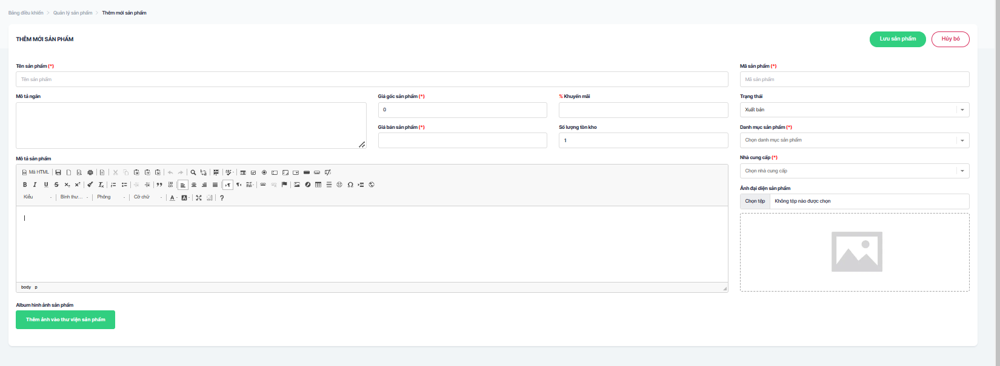 Bảng điều khiển > Quản lý sản phẩm > Thêm mới sản phẩm
THÊM MỚI SẢN PHẨM
Lưu sản phẩm
Hủy bỏ
Tên sản phẩm (*)
Tên sản phẩm
Mã sản phẩm (*)
Mã sản phẩm
Mô tả ngắn
Giá gốc sản phẩm (*)
0
% Khuyến mãi
Trạng thái
Xuất bản
Giá bán sản phẩm (*)
Số lượng tồn kho
1
Danh mục sản phẩm (*)
Chọn danh mục sản phẩm
Mô tả sản phẩm
Mã HTML
Kiểu
Bình thư...
Phông
Cỡ chữ
body p
Nhà cung cấp (*)
Chọn nhà cung cấp
Ảnh đại diện sản phẩm
Chọn tệp Không tệp nào được chọn
Album hình ảnh sản phẩm
Thêm ảnh vào thư viện sản phẩm